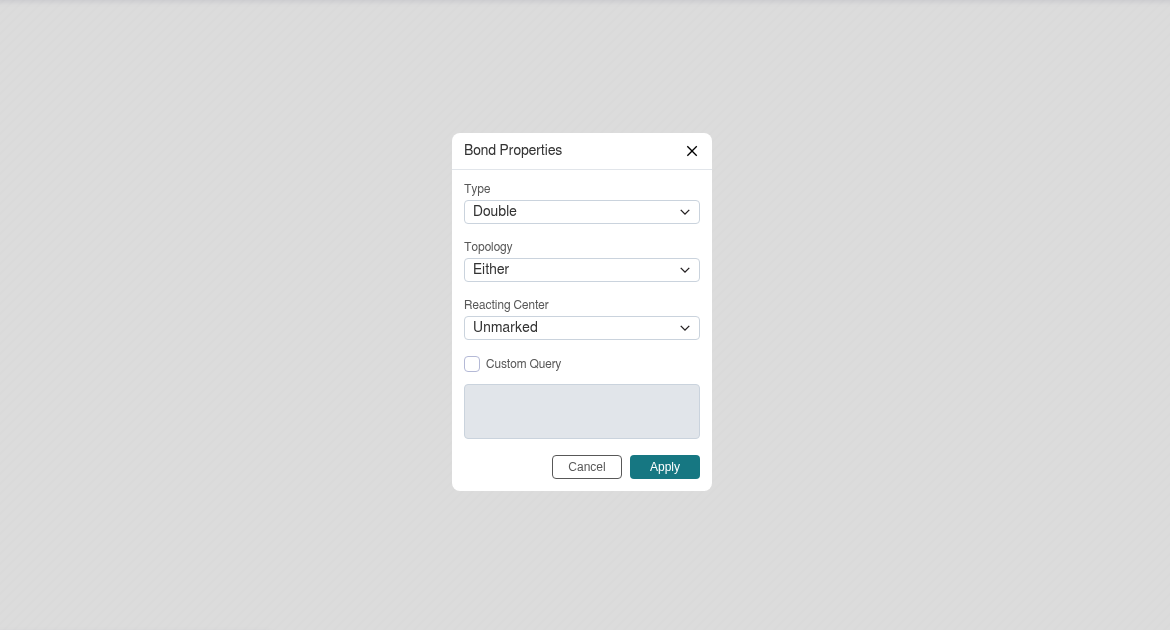 Bond Properties
Type
Double
Topology
Either
Reacting Center
Unmarked
Custom Query
Cancel Apply